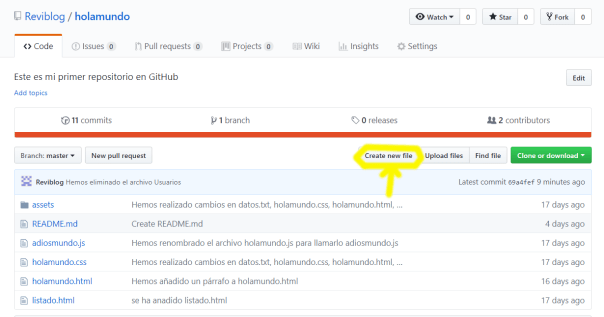 Reviblog / holamundo
Watch 0 Star 0 Fork 0
Code Issues 0 Pull requests 0 Projects 0 Wiki Insights Settings
Este es mi primer repositorio en GitHub Edit
Add topics
11 commits 1 branch 0 releases 2 contributors
Branch: master New pull request Create new file Upload files Find file Clone or download
Reviblog Hemos eliminado el archivo Usuarios Latest commit 69a4fef 9 minutes ago
assets Hemos realizado cambios en datos.txt, holamundo.css, holamundo.html, ... 17 days ago
README.md Create README.md 4 days ago
adiosmundo.js Hemos renombrado el archivo holamundo.js para llamarlo adiosmundo.js 17 days ago
holamundo.css Hemos realizado cambios en datos.txt, holamundo.css, holamundo.html, ... 17 days ago
holamundo.html Hemos añadido un párrafo a holamundo.html 16 days ago
listado.html se ha anadido listado.html 17 days ago